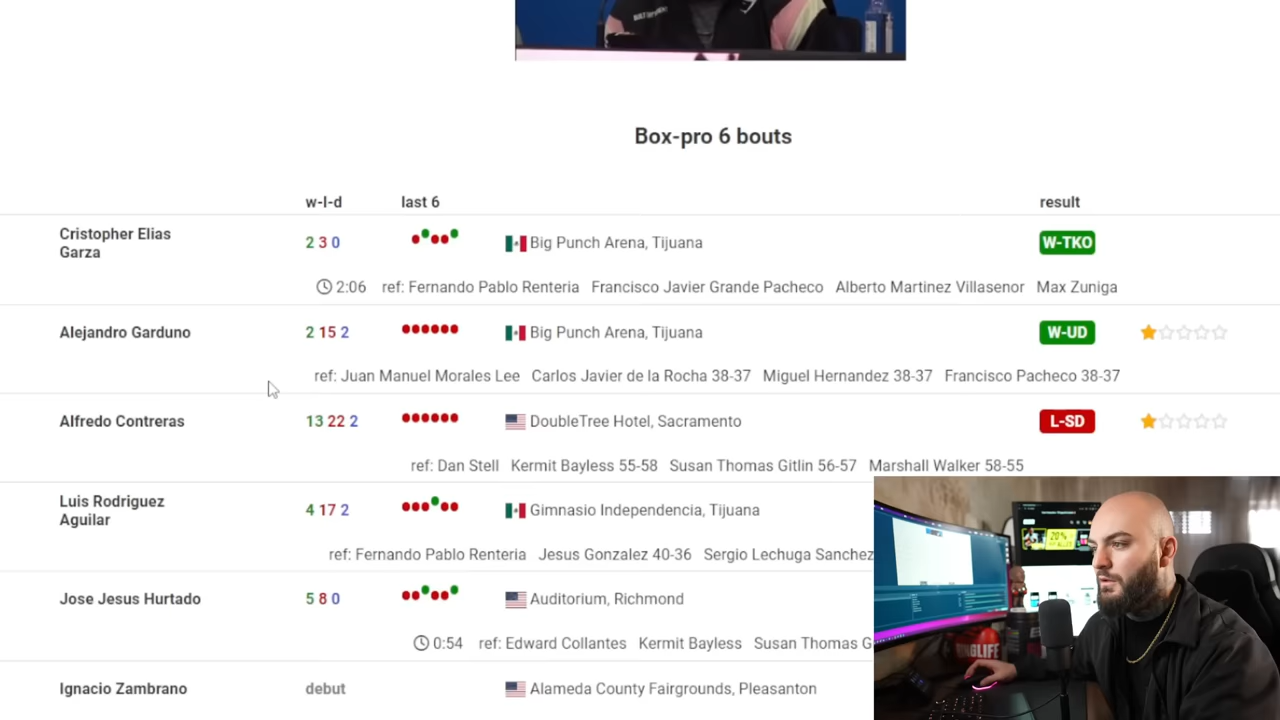 Box-pro 6 bouts
w-l-d last 6 result
Cristopher Elias
Garza
2 3 0 Big Punch Arena, Tijuana W-TKO
2:06 ref: Fernando Pablo Renteria Francisco Javier Grande Pacheco Alberto Martinez Villasenor Max Zuniga
Alejandro Garduno 2 15 2 Big Punch Arena, Tijuana W-UD
ref: Juan Manuel Morales Lee Carlos Javier de la Rocha 38-37 Miguel Hernandez 38-37 Francisco Pacheco 38-37
Alfredo Contreras 13 22 2 DoubleTree Hotel, Sacramento L-SD
ref: Dan Stell Kermit Bayless 55-58 Susan Thomas Gitlin 56-57 Marshall Walker 58-55
Luis Rodriguez
Aguilar
4 17 2 Gimnasio Independencia, Tijuana
ref: Fernando Pablo Renteria Jesus Gonzalez 40-36 Sergio Lechuga Sanchez
Jose Jesus Hurtado 5 8 0 Auditorium, Richmond
0:54 ref: Edward Collantes Kermit Bayless Susan Thomas G
Ignacio Zambrano debut Alameda County Fairgrounds, Pleasanton
20%